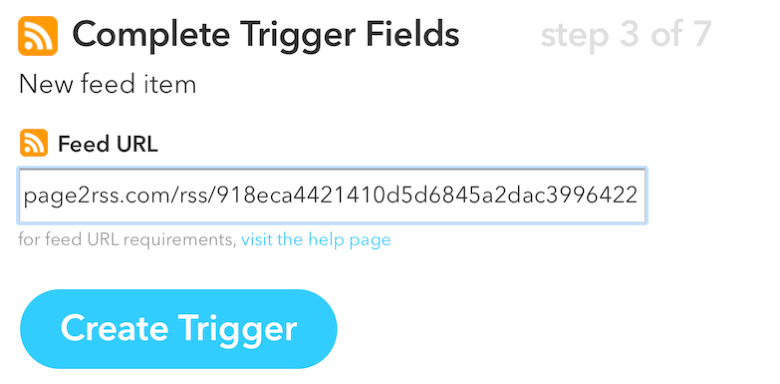 Complete Trigger Fields step 3 of 7
New feed item
Feed URL
page2rss.com/rss/918eca4421410d5d6845a2dac3996422
for feed URL requirements, visit the help page
Create Trigger